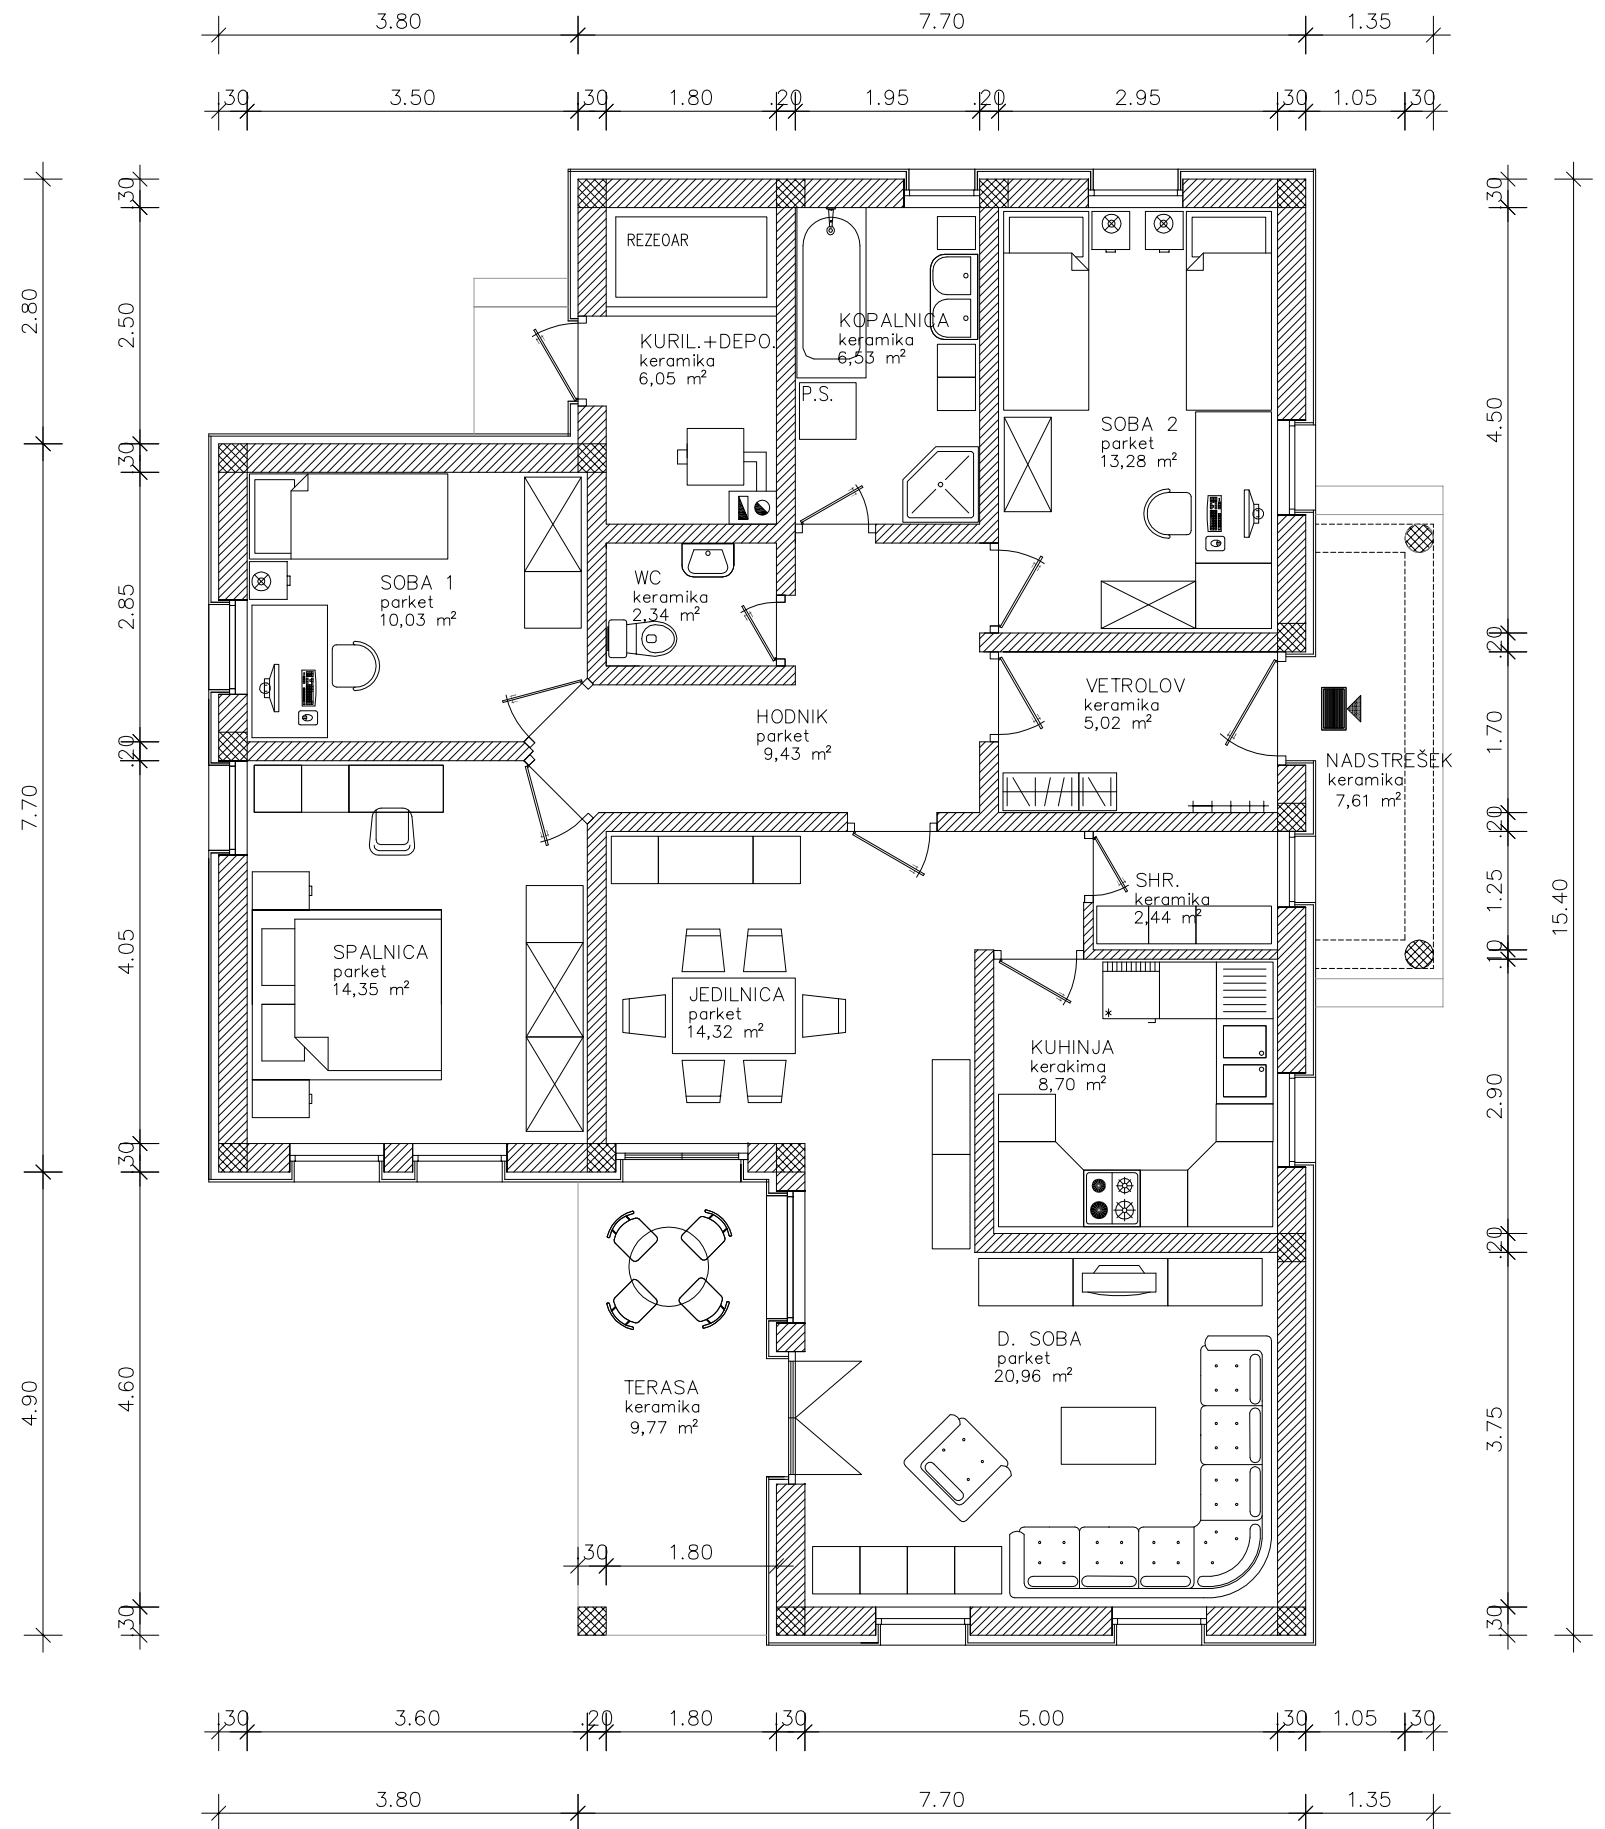 3.80
7.70
1.35
.30
3.50
.30
1.80
.20
1.95
.20
2.95
.30
1.05
.30
.30
2.50
.30
2.85
.20
4.05
.30
4.60
.30
2.80
7.70
4.90
.30
4.50
.20
1.70
.20
1.25
.10
2.90
.20
3.75
.30
15.40
REZEOAR
KURIL.+DEPO.
keramika
6,05 m²
KOPALNICA
keramika
6,53 m²
P.S.
SOBA 2
parket
13,28 m²
SOBA 1
parket
10,03 m²
WC
keramika
2,34 m²
HODNIK
parket
9,43 m²
VETROLOV
keramika
5,02 m²
NADSTREŠEK
keramika
7,61 m²
SHR.
keramika
2,44 m²
SPALNICA
parket
14,35 m²
JEDILNICA
parket
14,32 m²
KUHINJA
kerakima
8,70 m²
D. SOBA
parket
20,96 m²
TERASA
keramika
9,77 m²
.30
1.80
.30
3.60
.20
1.80
.30
5.00
.30
1.05
.30
3.80
7.70
1.35